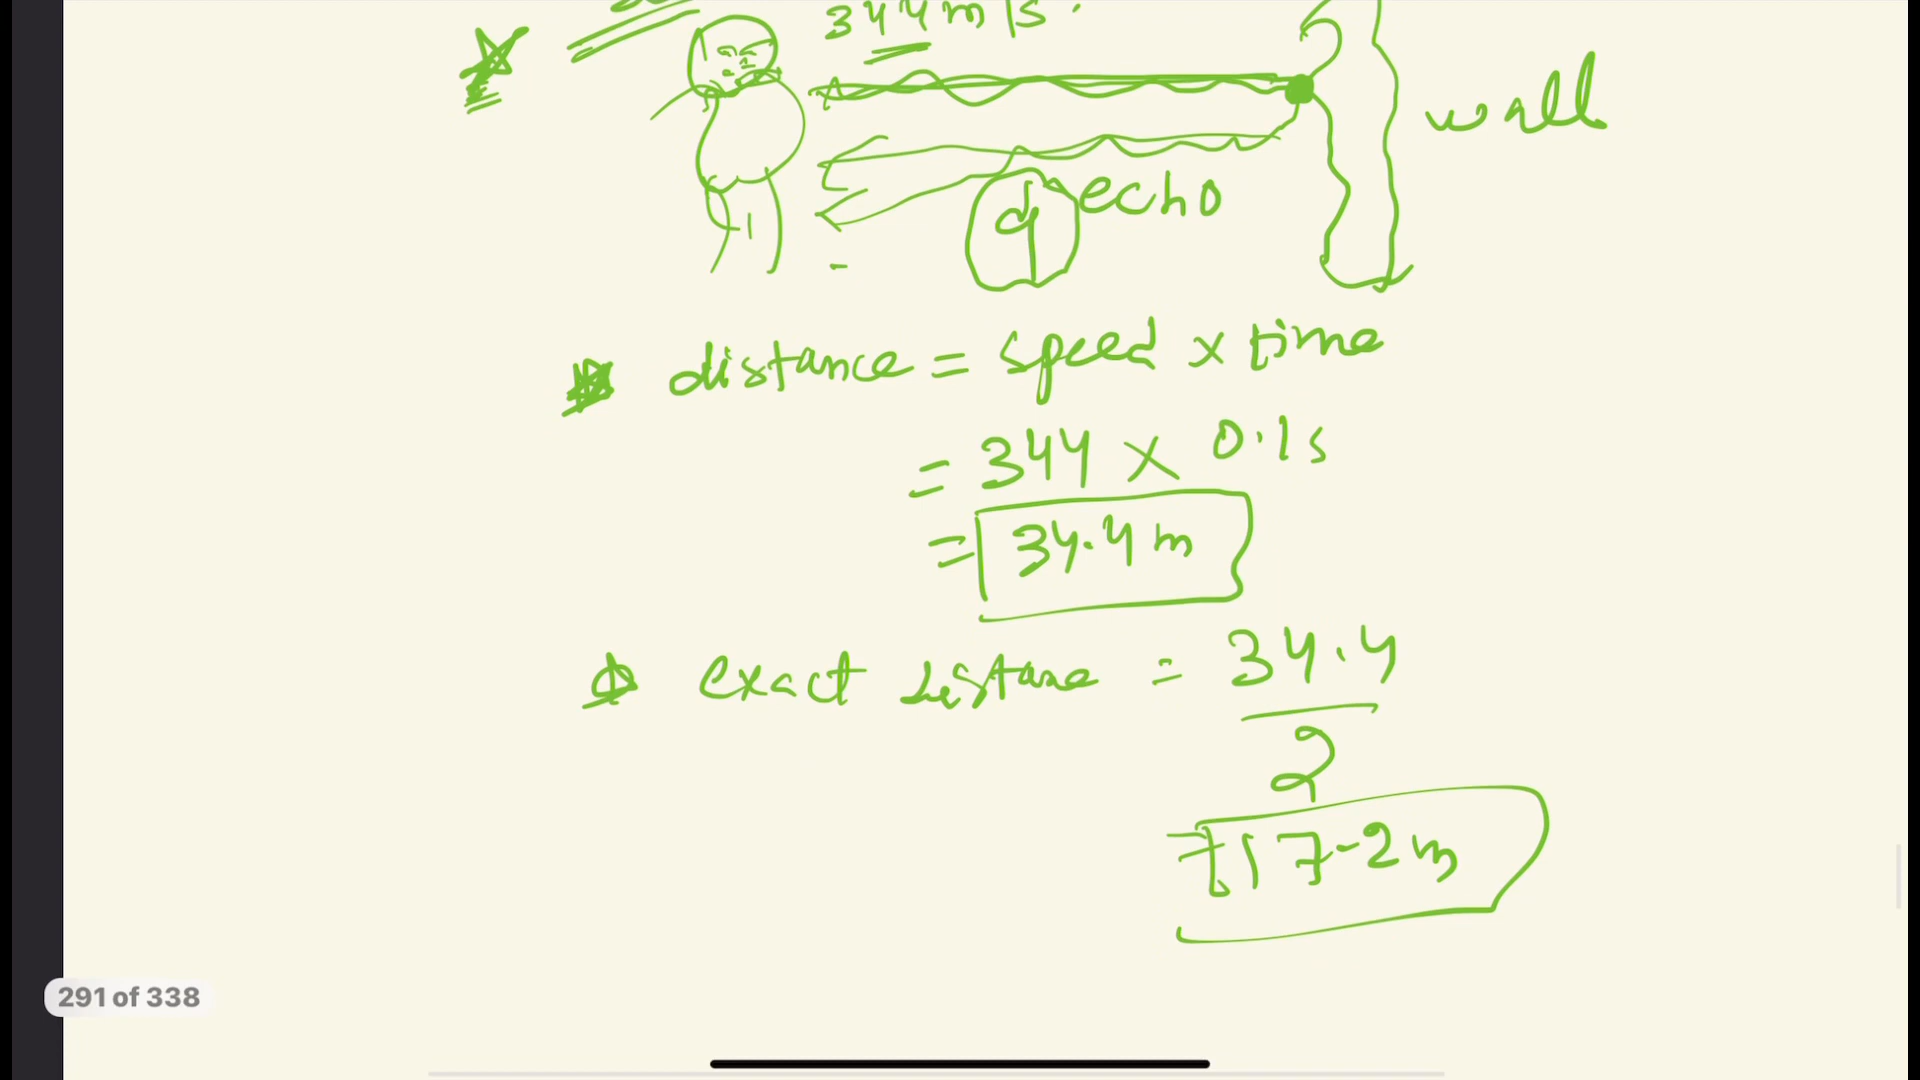 344 m/s.
wall
echo
d
distance = speed × time
= 344 × 0.1s
= 34.4 m
exact distane = 34.4
2
= 17-2 m
291 of 338